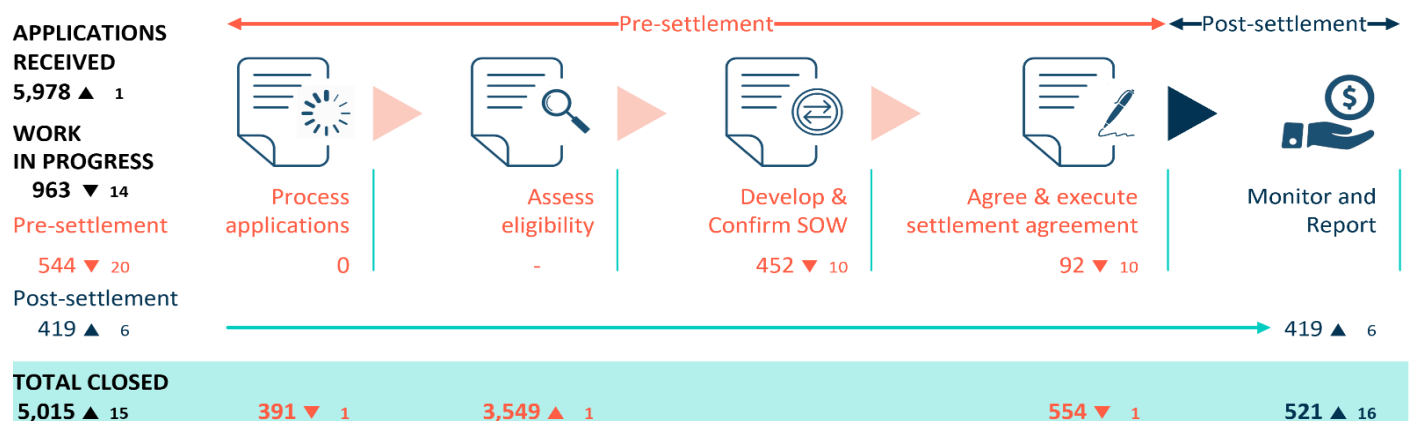 APPLICATIONS
RECEIVED
5,978 ▲ 1
WORK
IN PROGRESS
963 ▼ 14
Pre-settlement
544 ▼ 20
Post-settlement
419 ▲ 6
Pre-settlement
Post-settlement
$
Process
applications
0
Assess
eligibility
-
Develop &
Confirm SOW
452 ▼ 10
Agree & execute
settlement agreement
92 ▼ 10
Monitor and
Report
419 ▲ 6
TOTAL CLOSED
5,015 ▲ 15 391 ▼ 1 3,549 ▲ 1 554 ▼ 1 521 ▲ 16